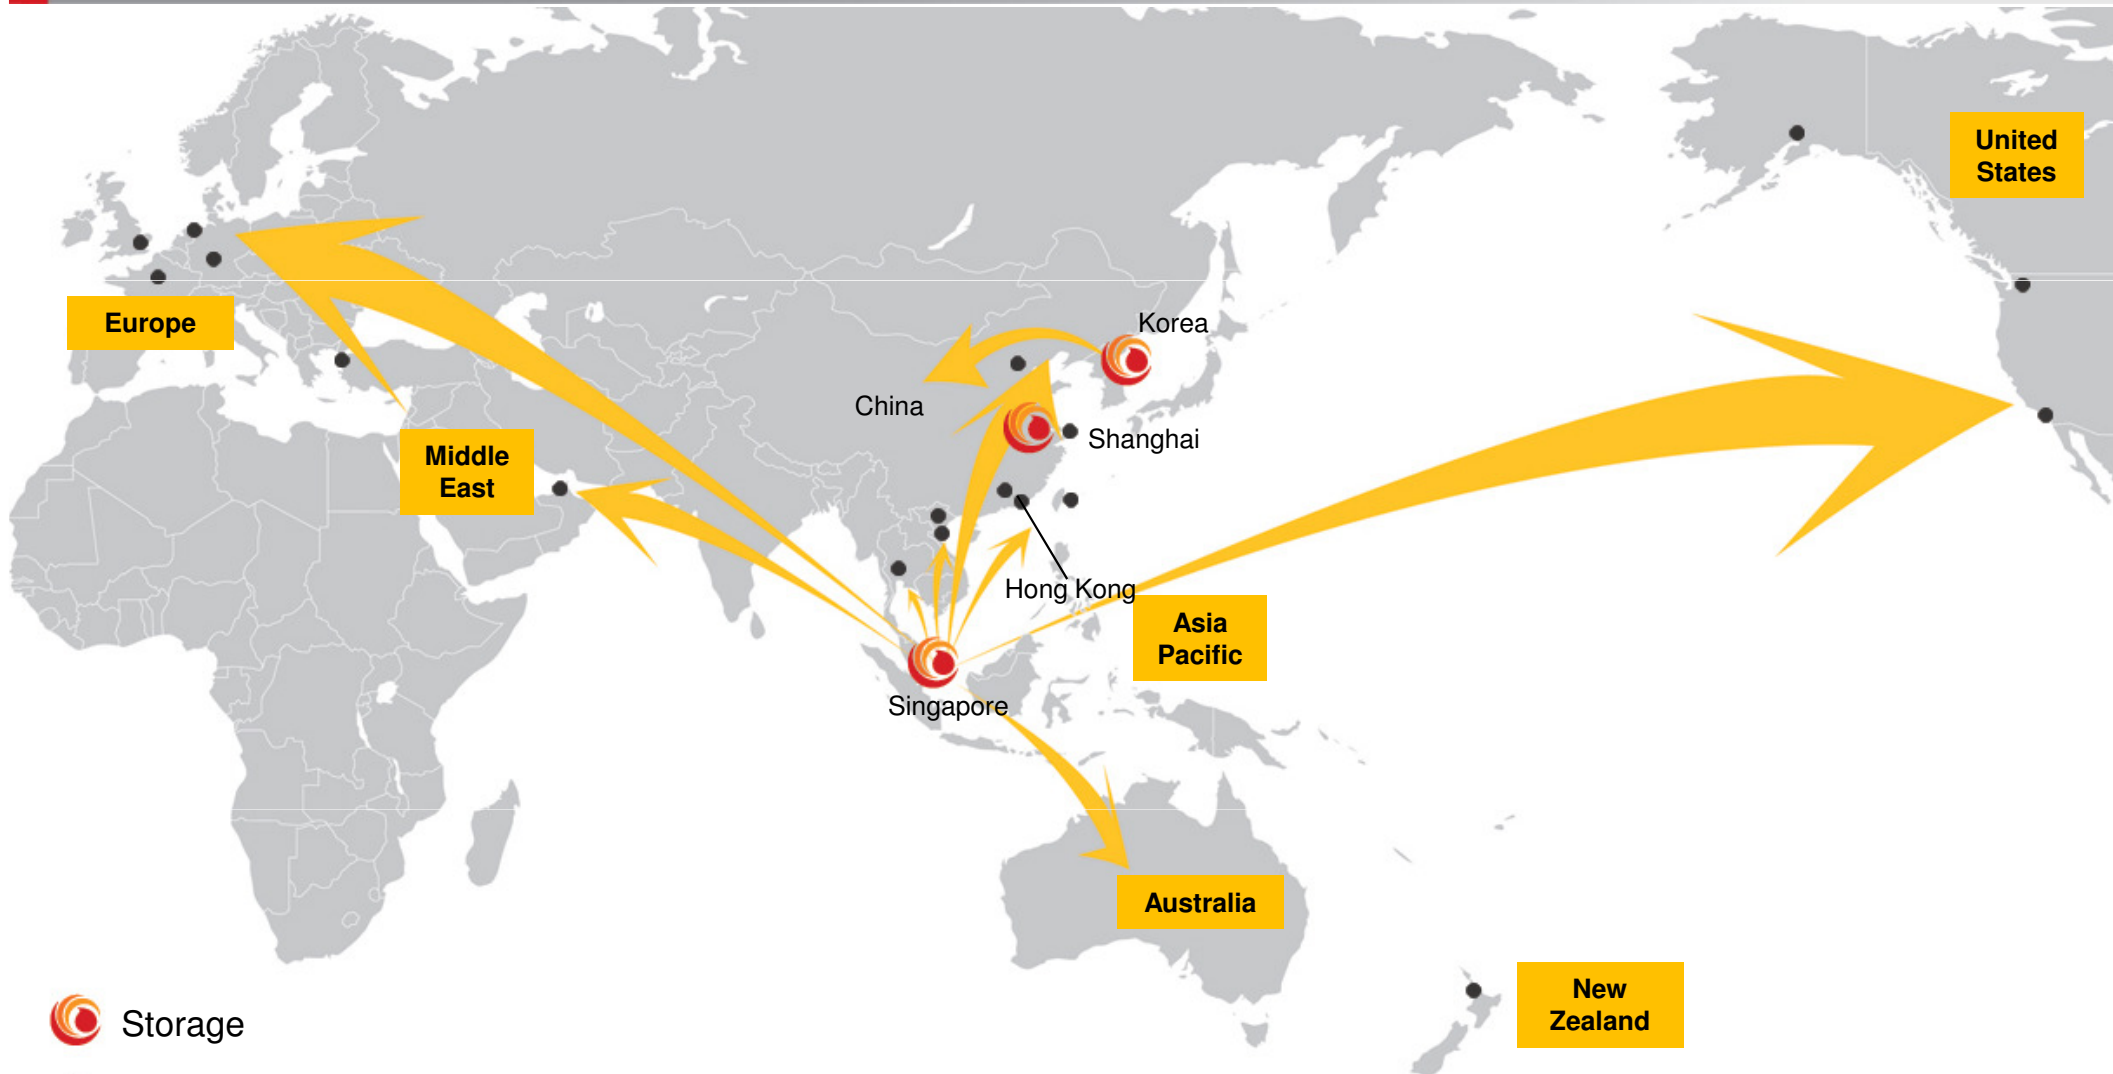 United
States
Korea
Europe
China
Shanghai
Middle
East
Hong Kong
Asia
Pacific
Singapore
Australia
New
Zealand
Storage